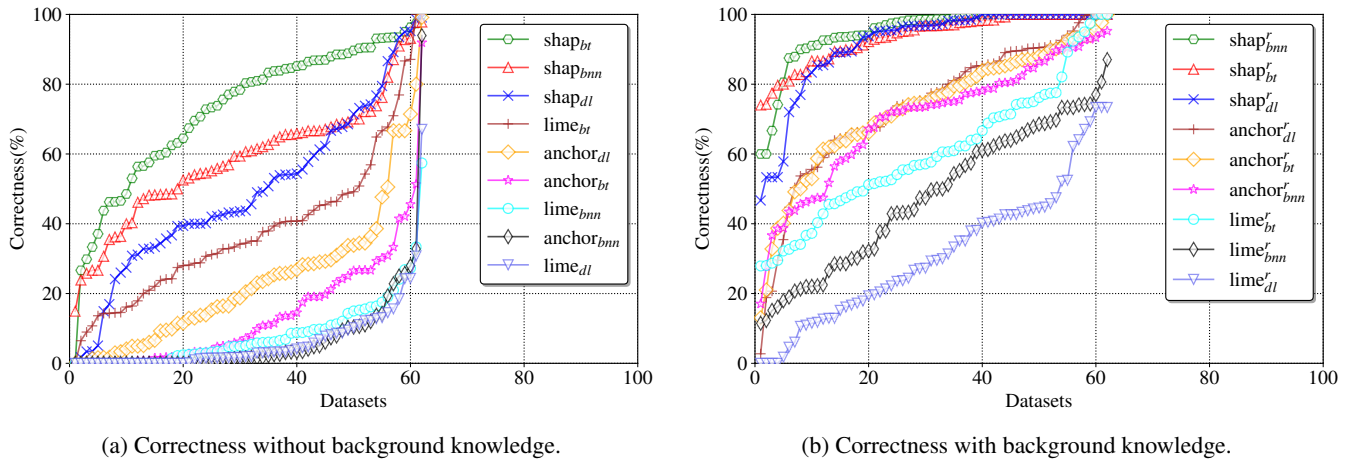 100
80
60
40
20
0
0 20 40 60 80 100
Correctness(%)
Datasets
shap_bt
shap_bnn
shap_dl
lime_bt
anchor_dl
anchor_bt
lime_bnn
anchor_bnn
lime_dl
(a) Correctness without background knowledge.
100
80
60
40
20
0
0 20 40 60 80 100
Correctness(%)
Datasets
shap^r_bnn
shap^r_bt
shap^r_dl
anchor^r_dl
anchor^r_bt
anchor^r_bnn
lime^r_bt
lime^r_bnn
lime^r_dl
(b) Correctness with background knowledge.